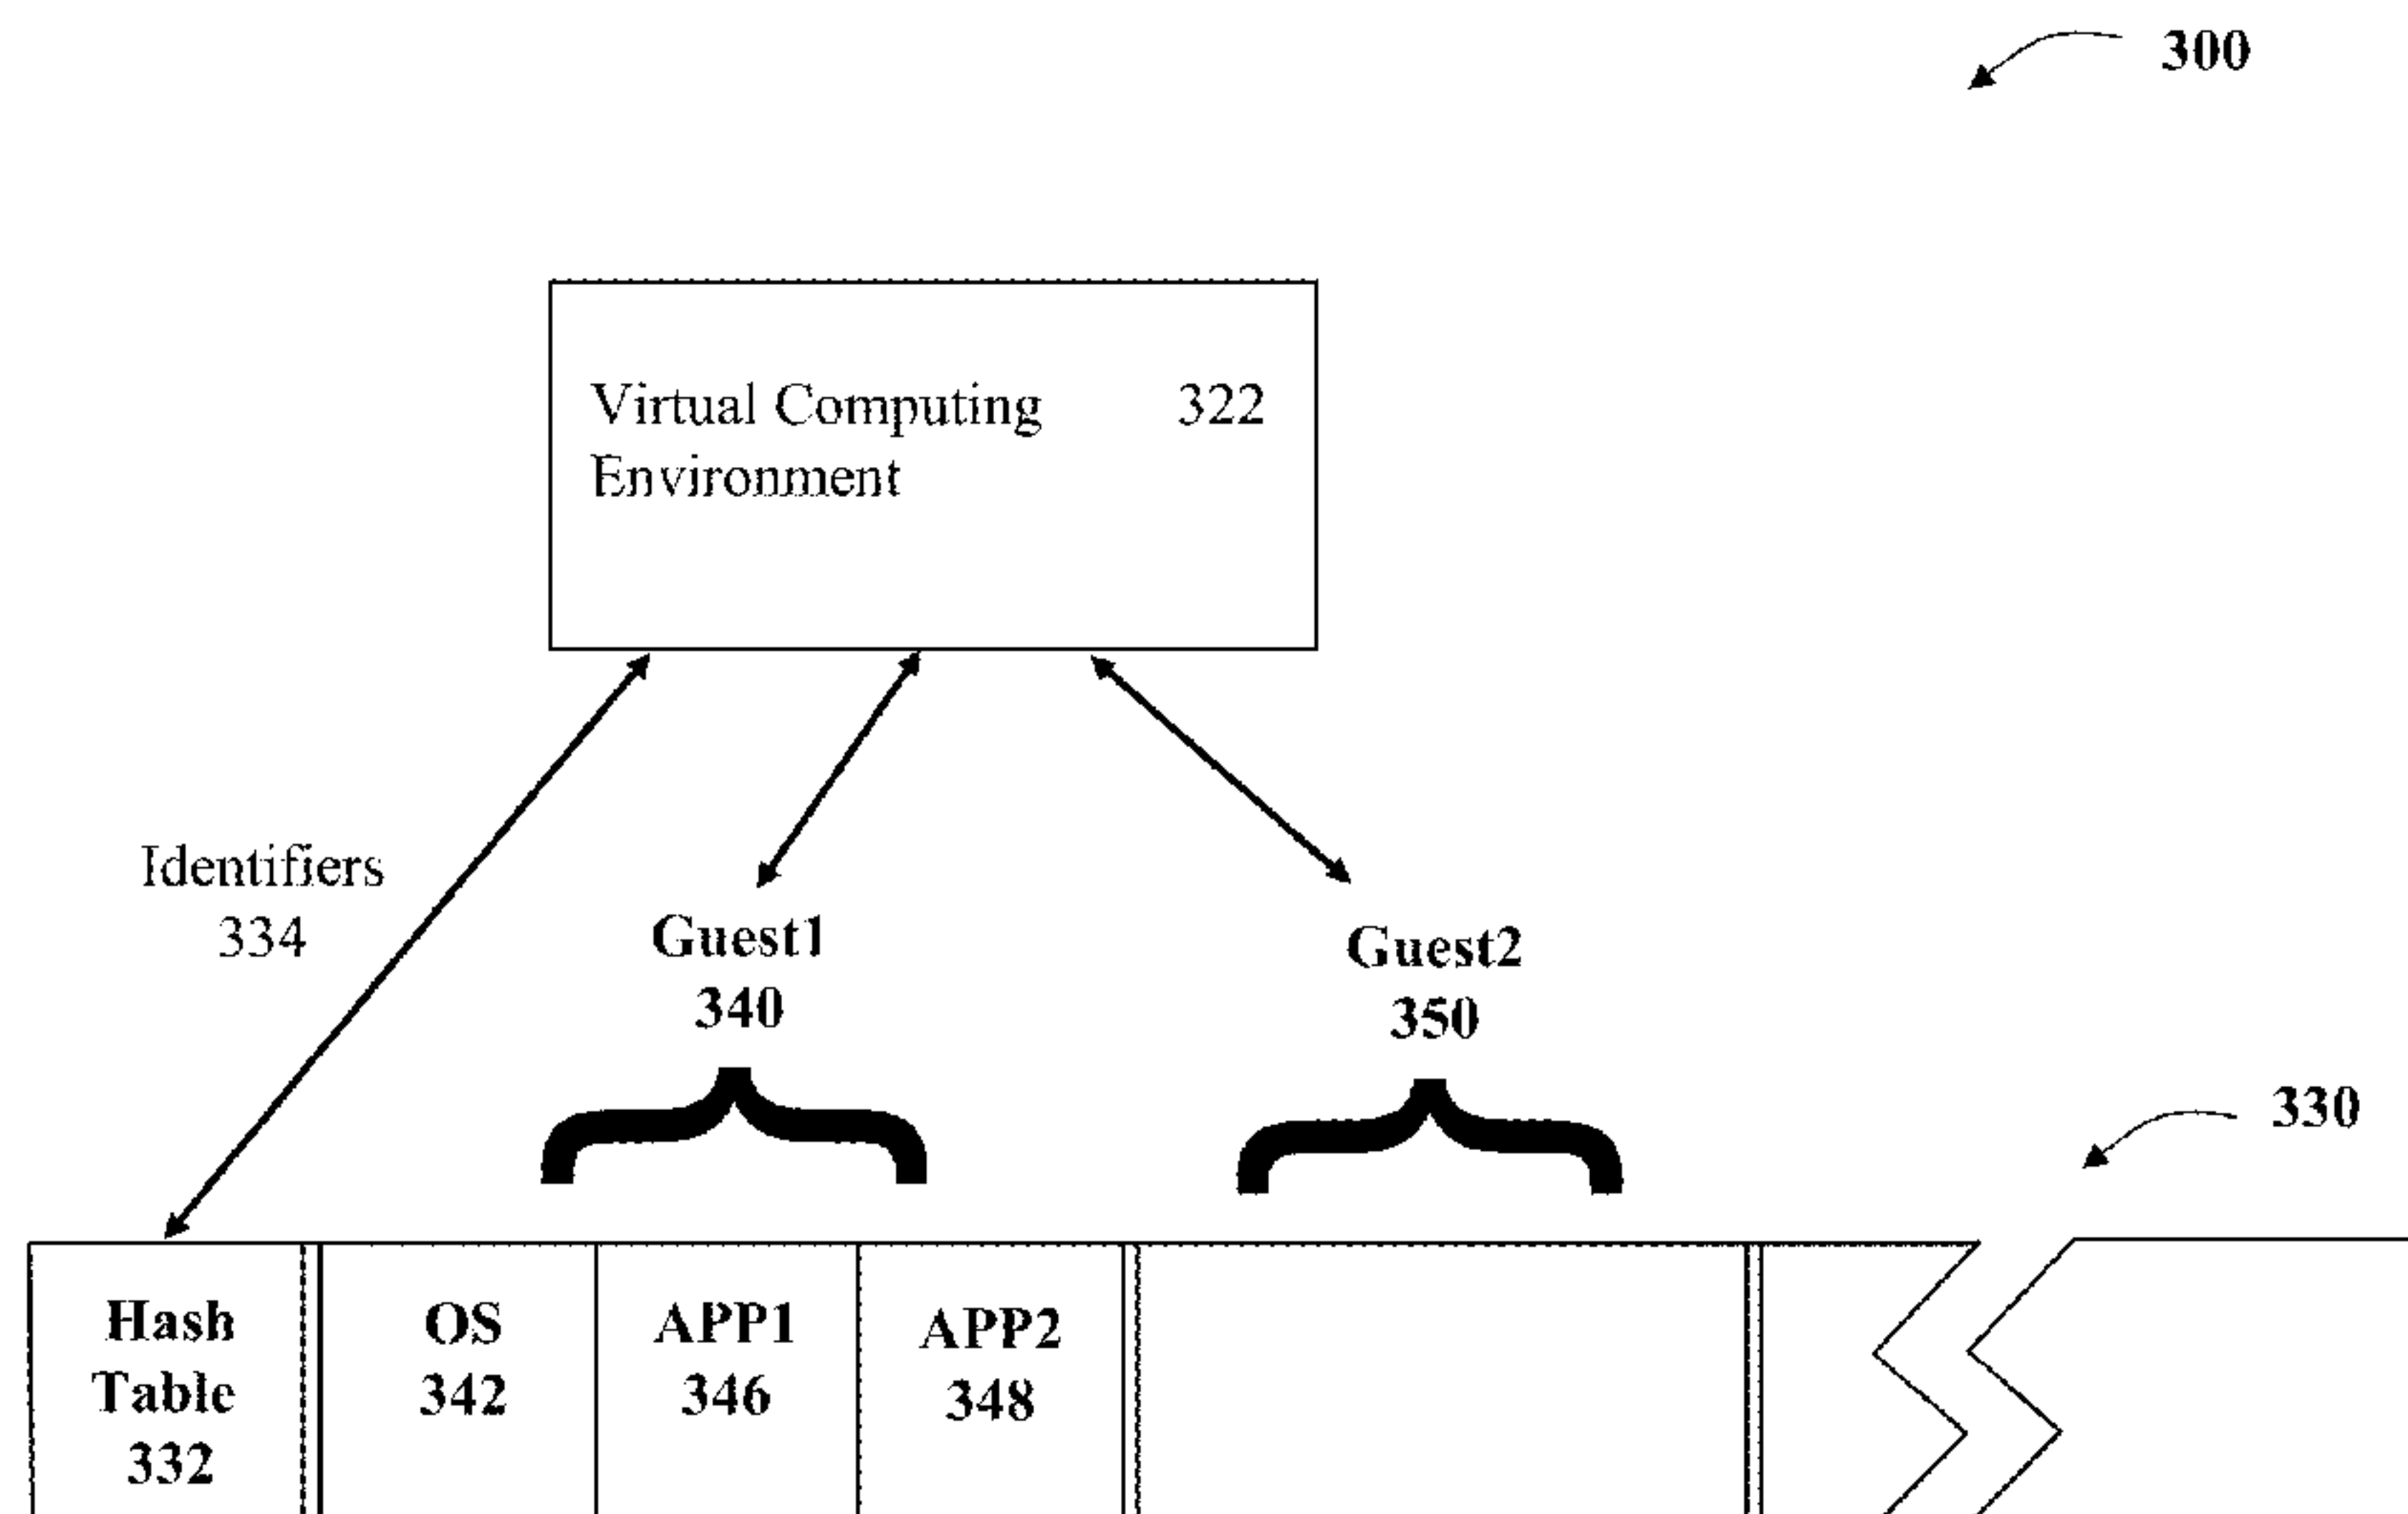 300
Virtual Computing 322
Environment
Identifiers
334
Guest1
340
Guest2
350
330
Hash
Table
332
OS
342
APP1
346
APP2
348